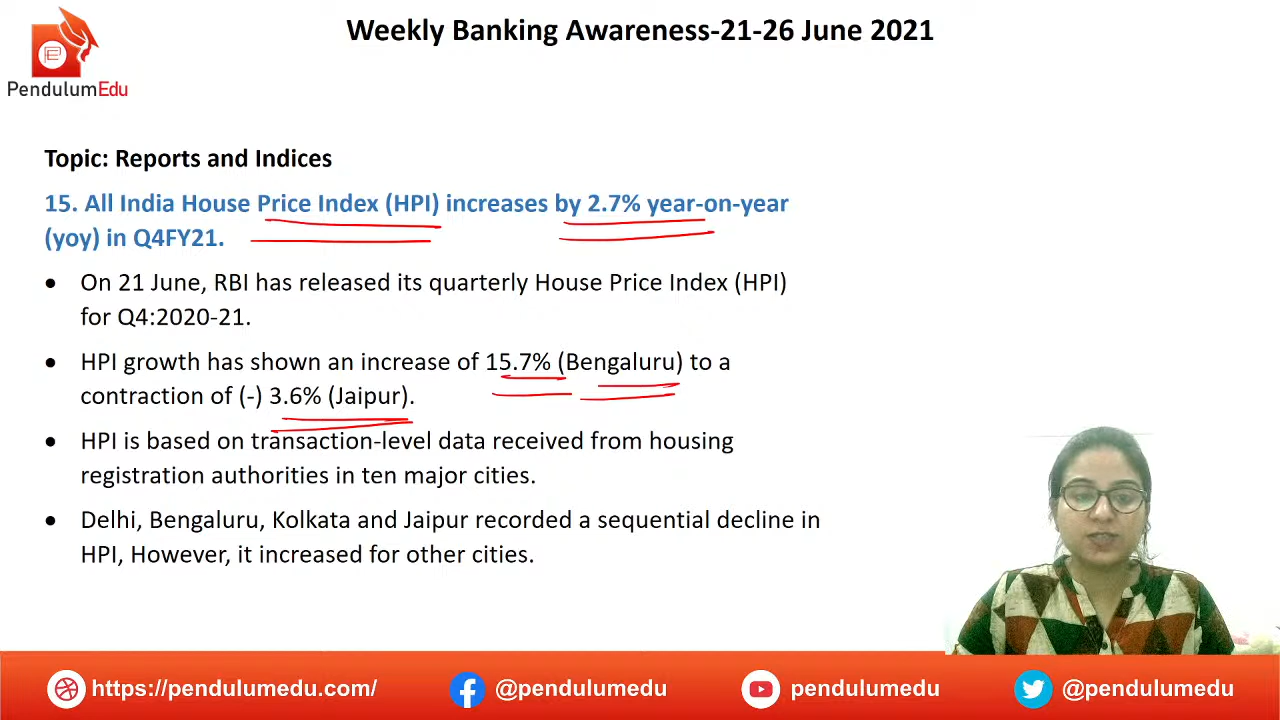 Weekly Banking Awareness-21-26 June 2021
PendulumEdu
Topic: Reports and Indices
15. All India House Price Index (HPI) increases by 2.7% year-on-year
(yoy) in Q4FY21.
• On 21 June, RBI has released its quarterly House Price Index (HPI)
for Q4:2020-21.
• HPI growth has shown an increase of 15.7% (Bengaluru) to a
contraction of (-) 3.6% (Jaipur).
• HPI is based on transaction-level data received from housing
registration authorities in ten major cities.
• Delhi, Bengaluru, Kolkata and Jaipur recorded a sequential decline in
HPI, However, it increased for other cities.
https://pendulumedu.com/ @pendulumedu pendulumedu @pendulumedu